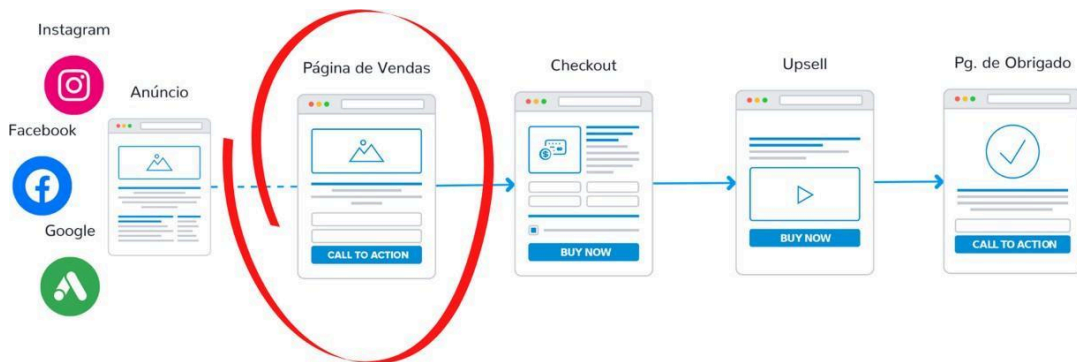 Instagram
Facebook
Google
Anúncio
Página de Vendas
CALL TO ACTION
Checkout
BUY NOW
Upsell
BUY NOW
Pg. de Obrigado
CALL TO ACTION